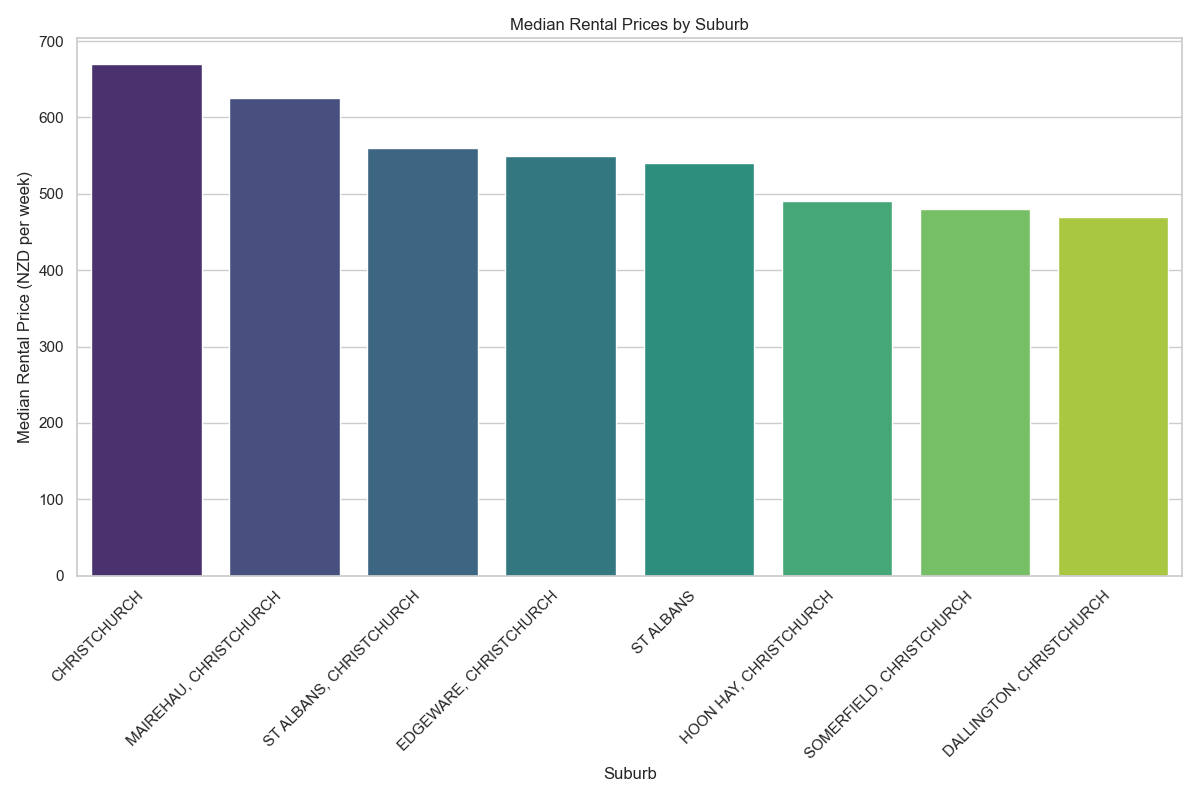 Median Rental Prices by Suburb
Median Rental Price (NZD per week)
700
600
500
400
300
200
100
0
CHRISTCHURCH
MAIREHAU, CHRISTCHURCH
ST ALBANS, CHRISTCHURCH
EDGEWARE, CHRISTCHURCH
ST ALBANS
HOON HAY, CHRISTCHURCH
SOMERFIELD, CHRISTCHURCH
DALLINGTON, CHRISTCHURCH
Suburb